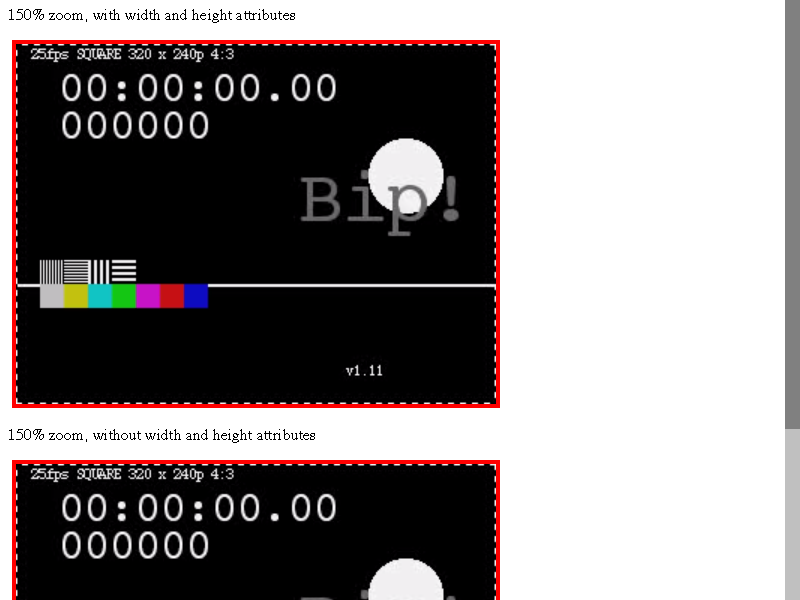 150% zoom, with width and height attributes
25fps SQUARE 320 x 240p 4:3
00:00:00.00
000000
Bip!
v1.11
150% zoom, without width and height attributes
25fps SQUARE 320 x 240p 4:3
00:00:00.00
000000